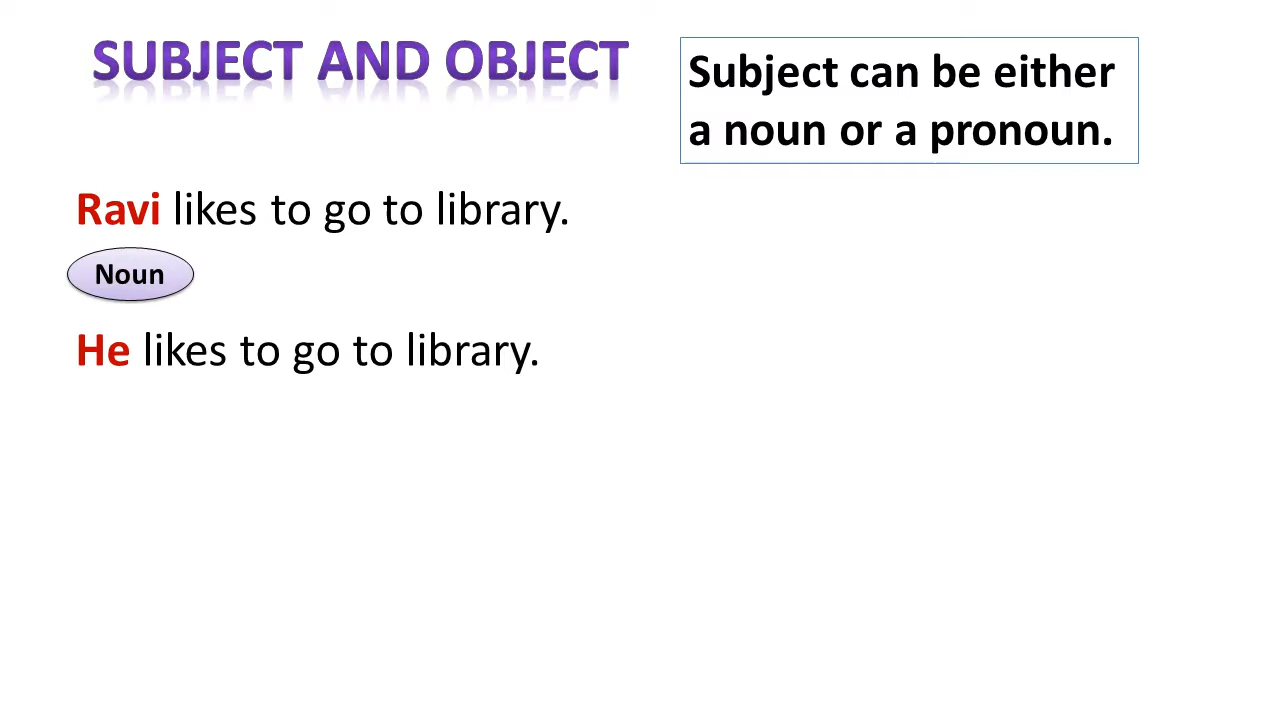 SUBJECT AND OBJECT
Subject can be either
a noun or a pronoun.
Ravi likes to go to library.
Noun
He likes to go to library.